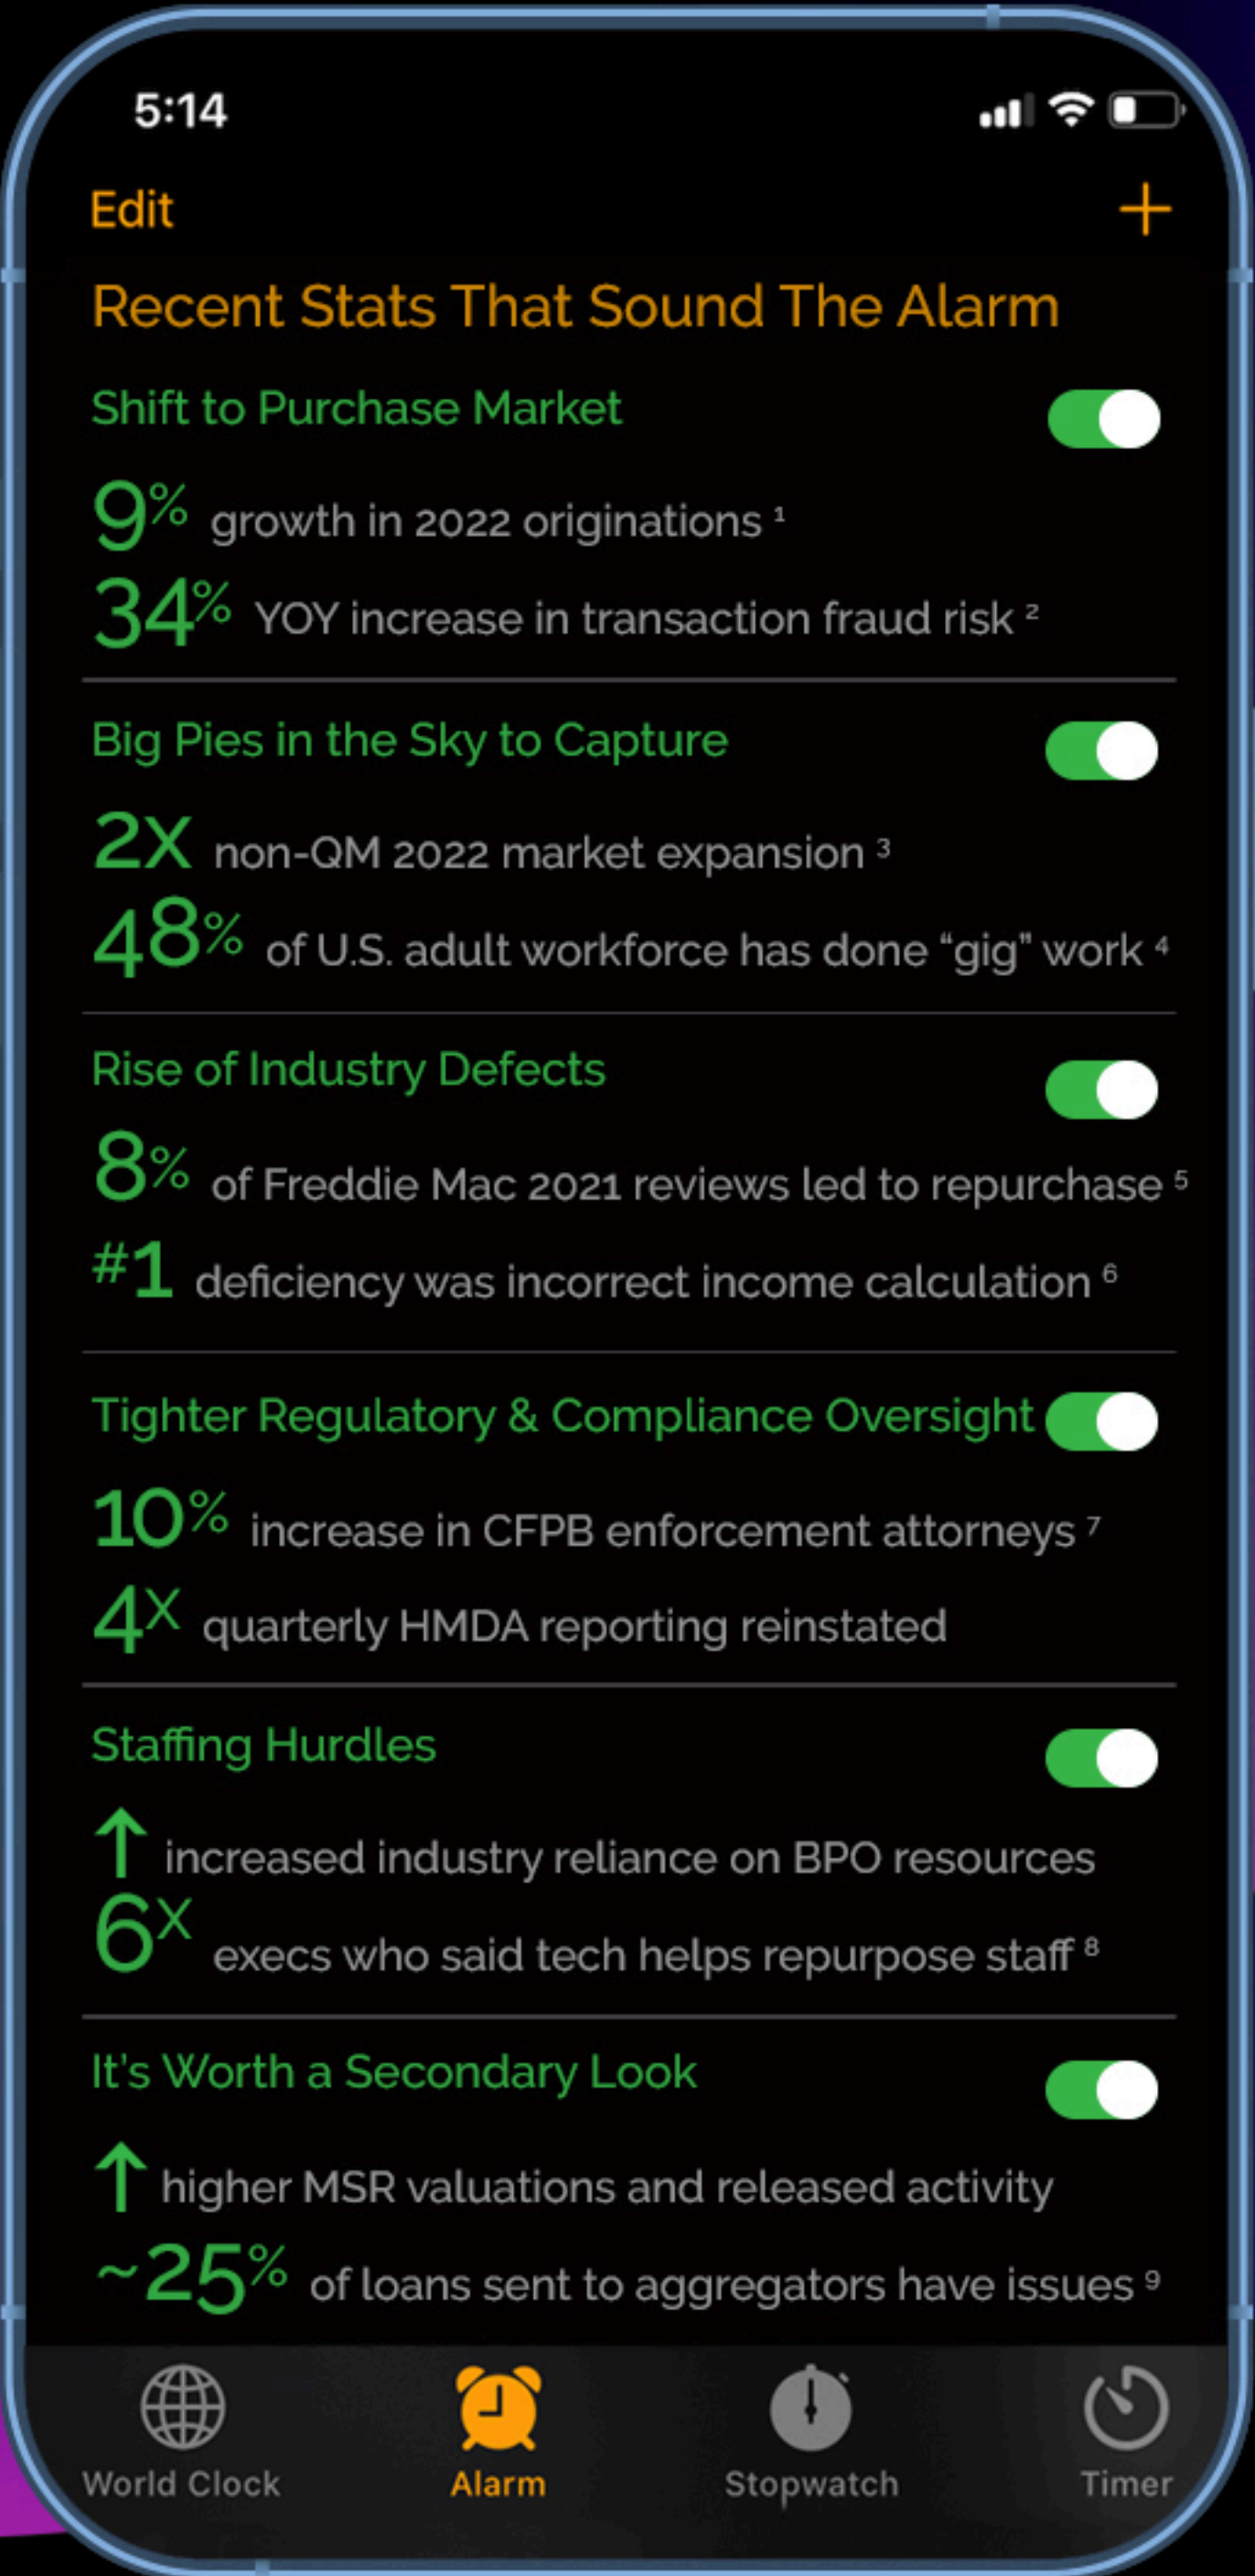 5:14
Edit
Recent Stats That Sound The Alarm
Shift to Purchase Market
9% growth in 2022 originations 1
34% YOY increase in transaction fraud risk 2
Big Pies in the Sky to Capture
2X non-QM 2022 market expansion 3
48% of U.S. adult workforce has done “gig” work 4
Rise of Industry Defects
8% of Freddie Mac 2021 reviews led to repurchase 5
#1 deficiency was incorrect income calculation 6
Tighter Regulatory & Compliance Oversight
10% increase in CFPB enforcement attorneys 7
4X quarterly HMDA reporting reinstated
Staffing Hurdles
↑ increased industry reliance on BPO resources
6X execs who said tech helps repurpose staff 8
It's Worth a Secondary Look
↑ higher MSR valuations and released activity
~25% of loans sent to aggregators have issues 9
World Clock Alarm Stopwatch Timer